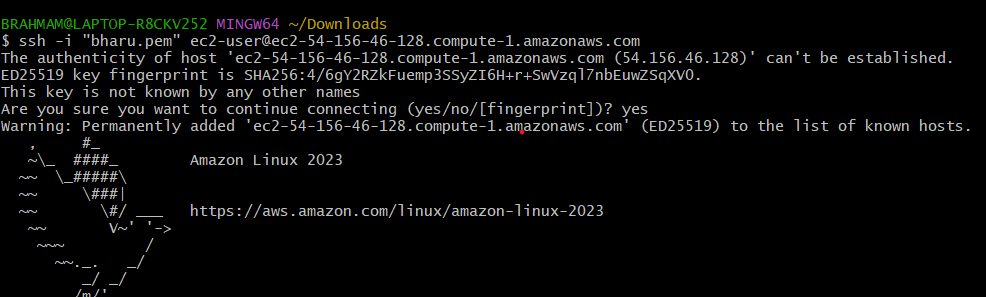 BRAHMAM@LAPTOP-R8CKV252 MINGW64 ~/Downloads
$ ssh -i "bharu.pem" ec2-user@ec2-54-156-46-128.compute-1.amazonaws.com
The authenticity of host 'ec2-54-156-46-128.compute-1.amazonaws.com (54.156.46.128)' can't be established.
ED25519 key fingerprint is SHA256:4/6gY2RZkFuemp3SSyZI6H+r+SwVzql7nbEuwZSqXVO.
This key is not known by any other names
Are you sure you want to continue connecting (yes/no/[fingerprint])? yes
Warning: Permanently added 'ec2-54-156-46-128.compute-1.amazonaws.com' (ED25519) to the list of known hosts.
   ,     #_
   ~\_  ####_        Amazon Linux 2023
  ~~  \_#####\
  ~~     \###|
  ~~       \#/ ___   https://aws.amazon.com/linux/amazon-linux-2023
   ~~       V~' '->
    ~~~         /
      ~~._.   _/
         _/ _/
       _/m/'